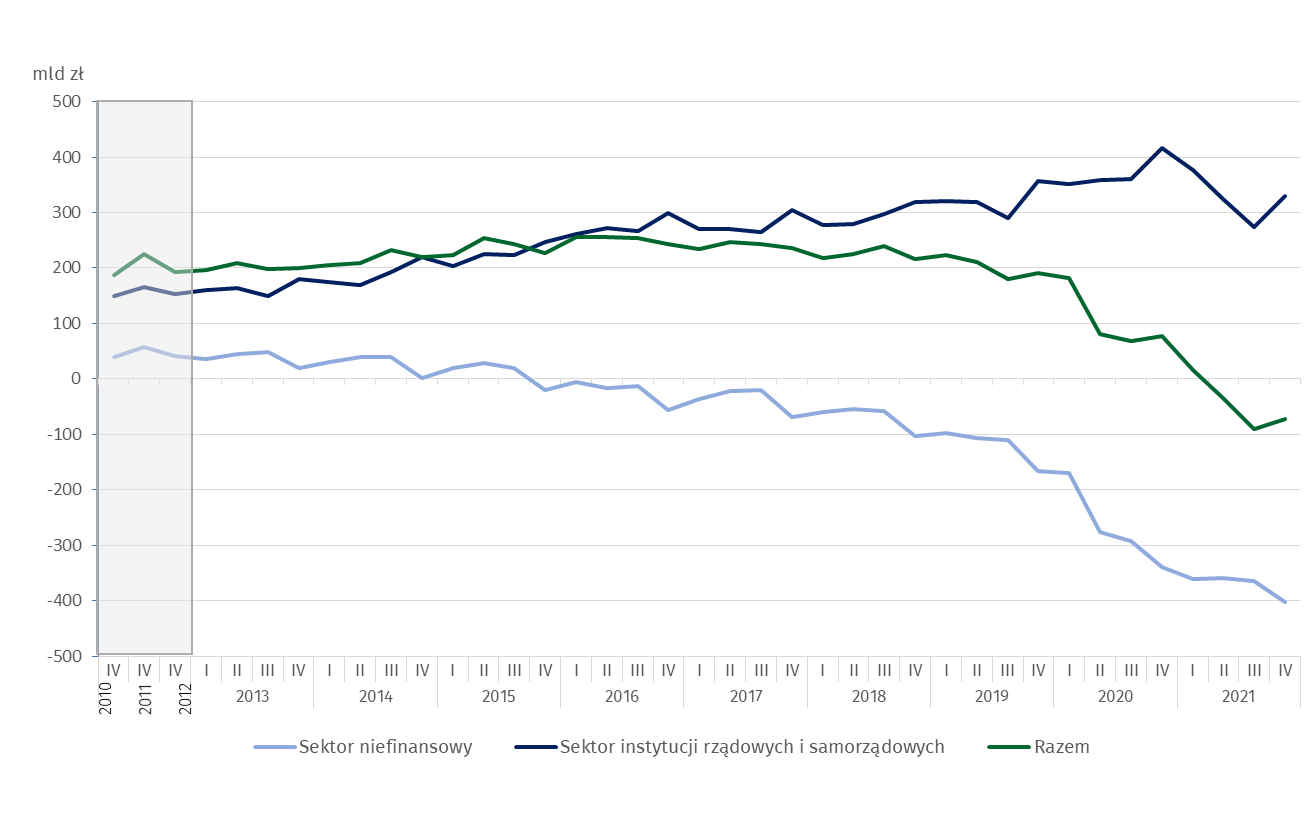 mld zł
500
400
300
200
100
0
-100
-200
-300
-400
-500
IV IV IV I II III IV I II III IV I II III IV I II III IV I II III IV I II III IV I II III IV I II III IV I II III IV
2010 2011 2012 2013 2014 2015 2016 2017 2018 2019 2020 2021
Sektor niefinansowy Sektor instytucji rządowych i samorządowych Razem